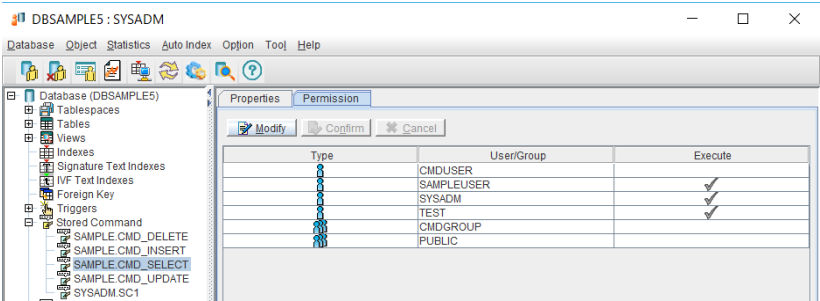 DBSAMPLE5 : SYSADM
Database Object Statistics Auto Index Option Tool Help
Database (DBSAMPLE5)
Tablespaces
Tables
Views
Indexes
Signature Text Indexes
IVF Text Indexes
Foreign Key
Triggers
Stored Command
SAMPLE.CMD_DELETE
SAMPLE.CMD_INSERT
SAMPLE.CMD_SELECT
SAMPLE.CMD_UPDATE
SYSADM.SC1
Properties Permission
Modify Confirm Cancel
Type User/Group Execute
CMDUSER
SAMPLEUSER
SYSADM
TEST
CMDGROUP
PUBLIC